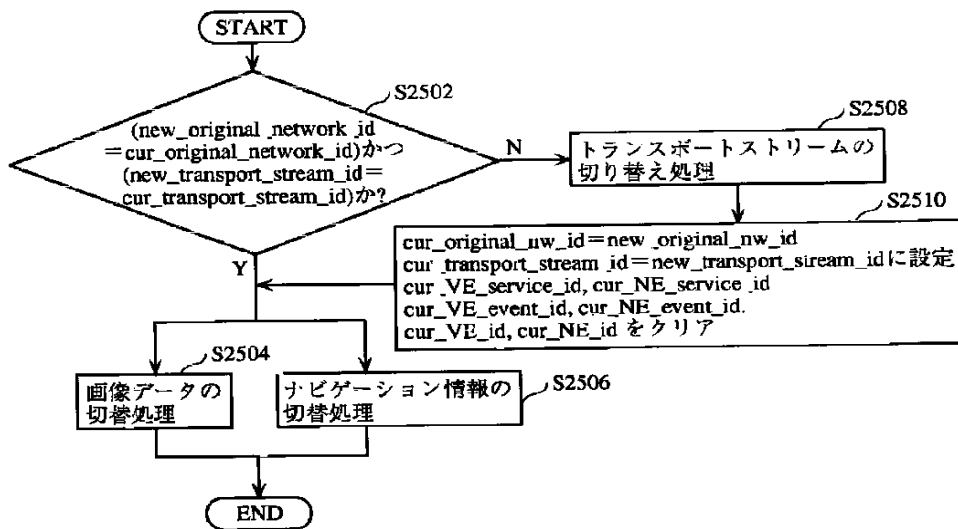 START
S2502
(new_original_network_id
=cur_original_network_id)かつ
(new_transport_stream_id=
cur_transport_stream_id)か?
N
Y
S2508
トランスポートストリームの
切り替え処理
S2510
cur_original_nw_id=new_original_nw_id
cur_transport_stream_id=new_transport_stream_idに設定
cur_VE_service_id, cur_NE_service_id
cur_VE_event_id, cur_NE_event_id.
cur_VE_id, cur_NE_id をクリア
S2504
画像データの
切替処理
S2506
ナビゲーション情報の
切替処理
END